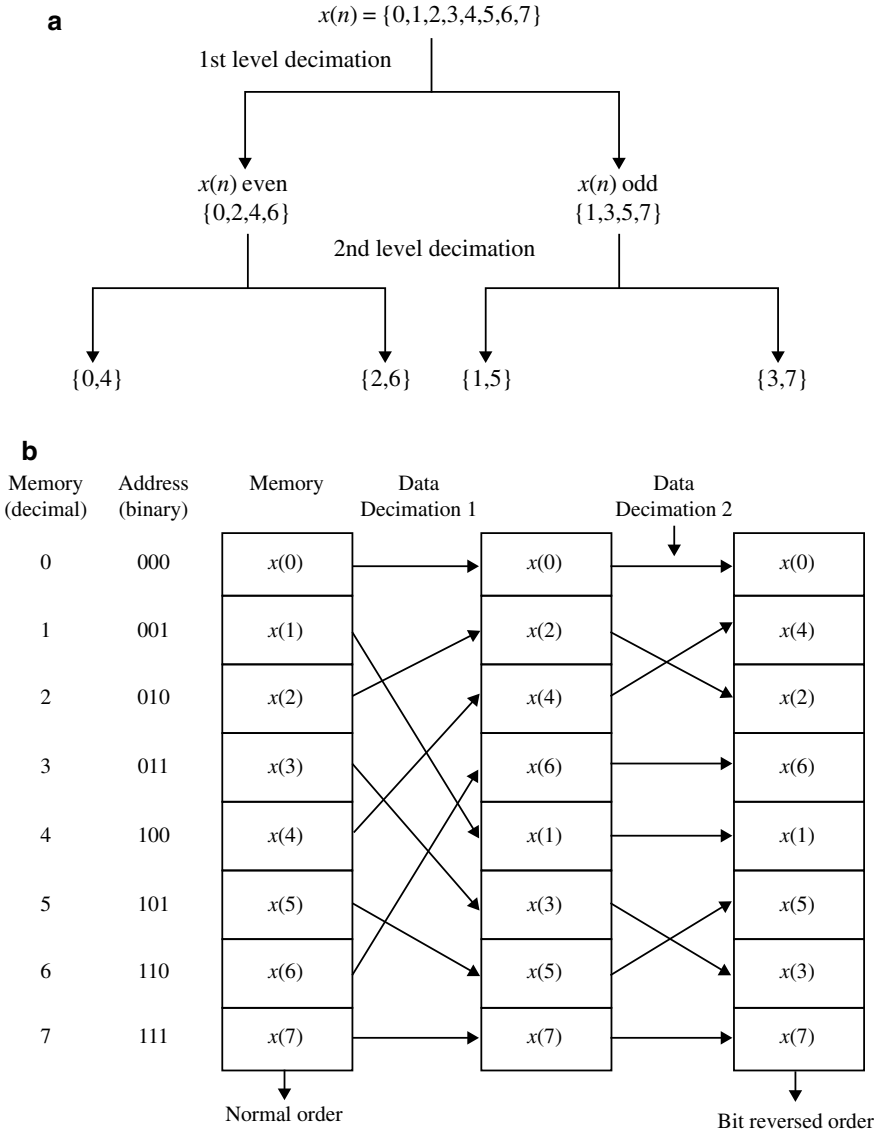 a
x(n) = {0,1,2,3,4,5,6,7}
1st level decimation
x(n) even x(n) odd
{0,2,4,6} {1,3,5,7}
2nd level decimation
{0,4} {2,6} {1,5} {3,7}
b
Memory Address Memory Data Data
(decimal) (binary) Decimation 1 Decimation 2
0 000 x(0) x(0) x(0)
1 001 x(1) x(2) x(4)
2 010 x(2) x(4) x(2)
3 011 x(3) x(6) x(6)
4 100 x(4) x(1) x(1)
5 101 x(5) x(3) x(5)
6 110 x(6) x(5) x(3)
7 111 x(7) x(7) x(7)
Normal order Bit reversed order